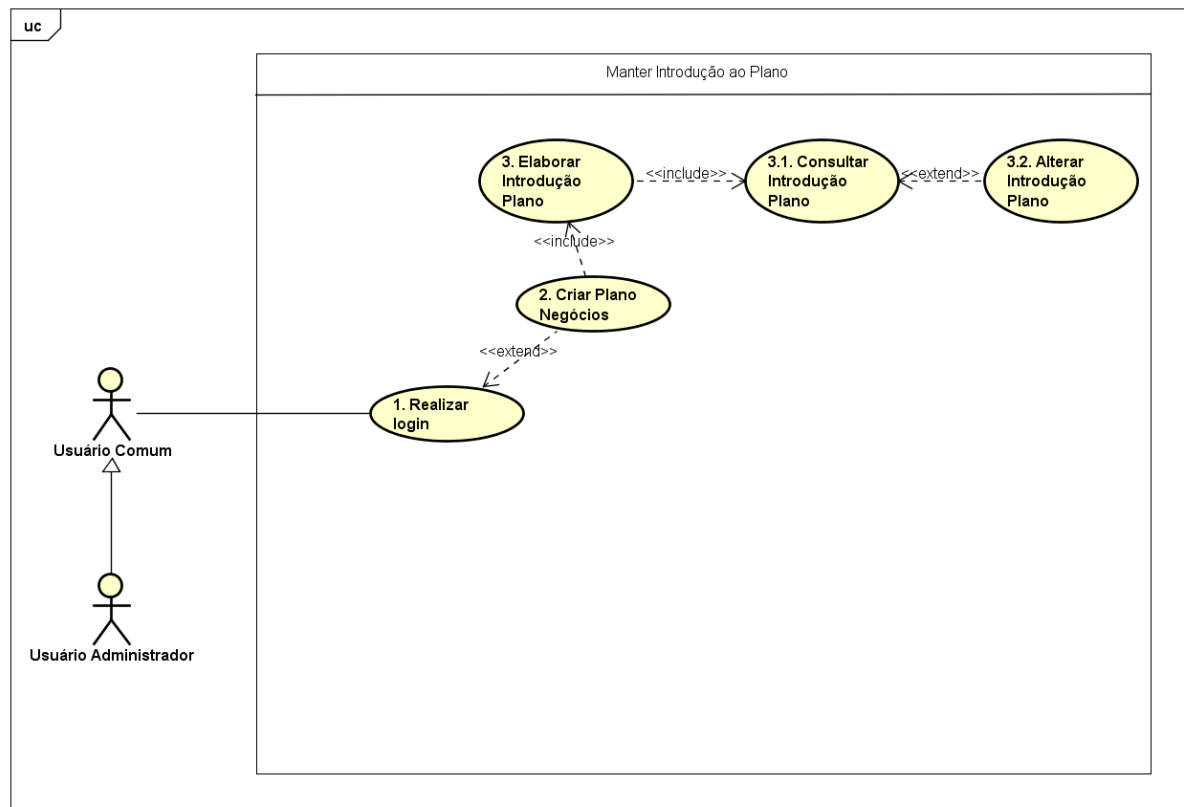 uc
Manter Introdução ao Plano
3. Elaborar
Introdução
Plano
<<include>>
3.1. Consultar
Introdução
Plano
<<extend>>
3.2. Alterar
Introdução
Plano
<<include>>
2. Criar Plano
Negócios
<<extend>>
1. Realizar
login
Usuário Comum
Usuário Administrador